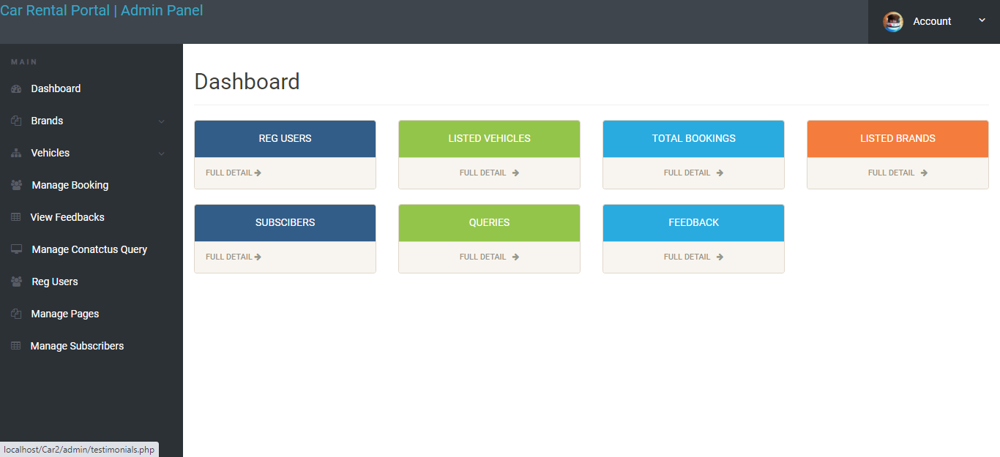 Car Rental Portal | Admin Panel
Account
MAIN
Dashboard
Brands
Vehicles
Manage Booking
View Feedbacks
Manage Conatctus Query
Reg Users
Manage Pages
Manage Subscribers
Dashboard
REG USERS
FULL DETAIL
LISTED VEHICLES
FULL DETAIL
TOTAL BOOKINGS
FULL DETAIL
LISTED BRANDS
FULL DETAIL
SUBSCIBERS
FULL DETAIL
QUERIES
FULL DETAIL
FEEDBACK
FULL DETAIL
localhost/Car2/admin/testimonials.php